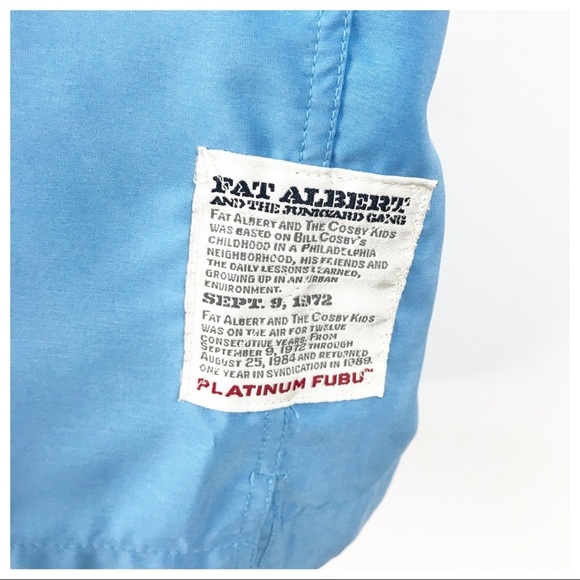 FAT ALBERT
AND THE JUNKYARD GANG
FAT ALBERT AND THE COSBY KIDS
WAS BASED ON BILL COSBY'S
CHILDHOOD IN A PHILADELPHIA
NEIGHBORHOOD, HIS FRIENDS AND
THE DAILY LESSONS LEARNED,
GROWING UP IN AN URBAN
ENVIRONMENT.
SEPT. 9, 1972
FAT ALBERT AND THE COSBY KIDS
WAS ON THE AIR FOR TWELVE
CONSECUTIVE YEARS. FROM
SEPTEMBER 9, 1972 THROUGH
AUGUST 25, 1984 AND RETURNED
ONE YEAR IN SYNDICATION IN 1989.
PLATINUM FUBU™